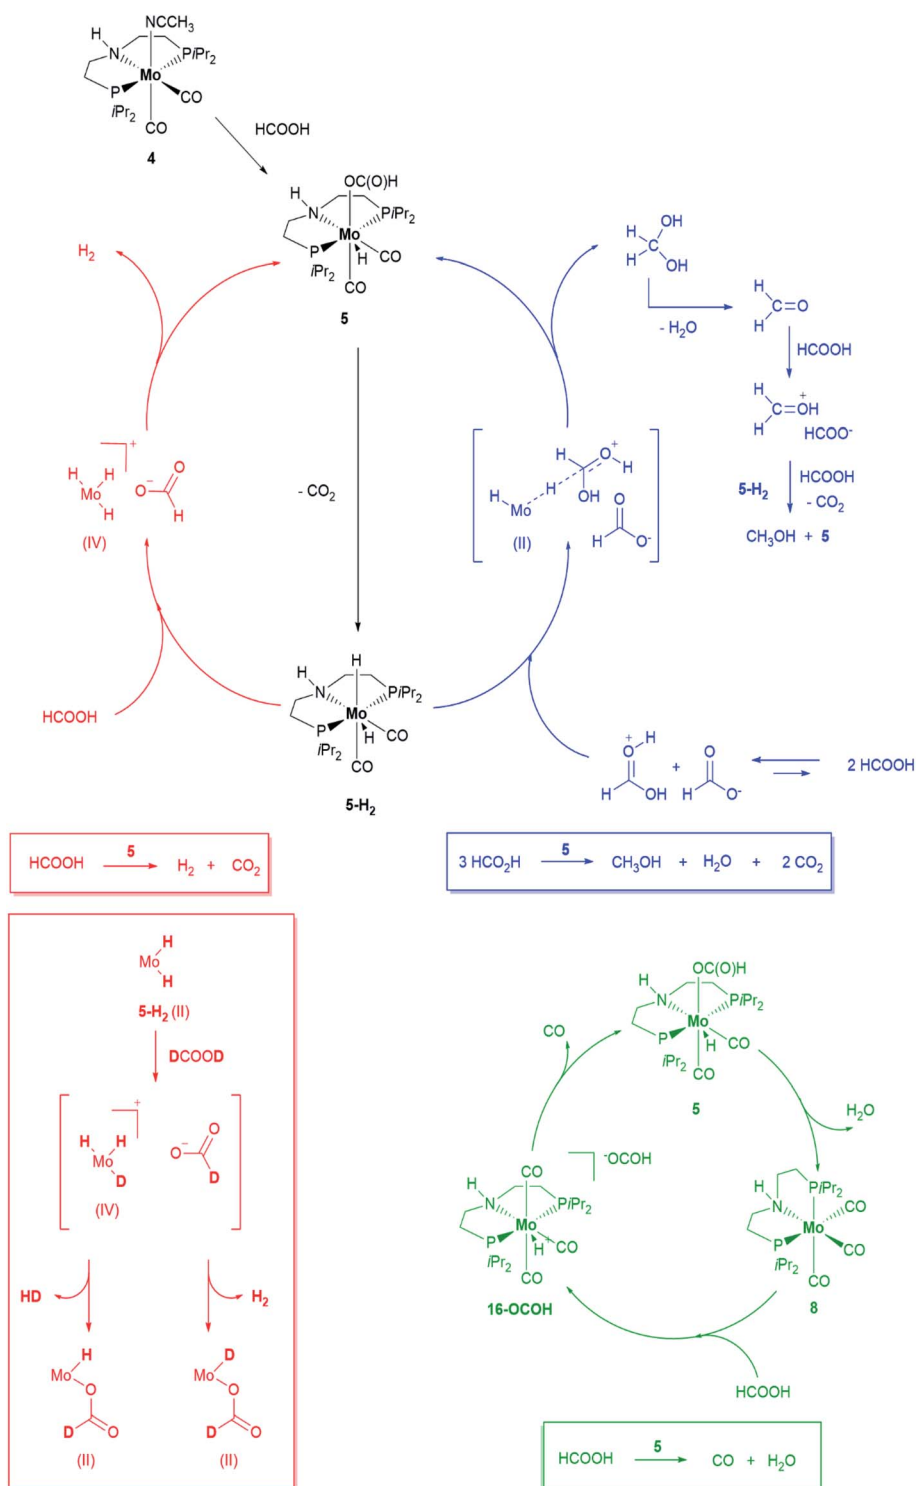 NCCH₃
H
N
PiPr₂
Mo
P
CO
iPr₂
CO
4
HCOOH
OC(O)H
H
N
PiPr₂
Mo
P
H
CO
iPr₂
CO
5
H₂
OH
H
C
H
OH
- H₂O
H
C=O
H
HCOOH
H
+
C=OH
H
HCOO⁻
HCOOH
5-H₂
- CO₂
CH₃OH + 5
+
H
H
O
Mo
H
H
(IV)
O⁻
H
- CO₂
H
O⁺
H
H
OH
H
Mo
(II)
O
H
O⁻
H
H
N
PiPr₂
Mo
P
H
CO
iPr₂
CO
5-H₂
HCOOH
+
H
O
H
OH
+
O
H
O⁻
2 HCOOH
HCOOH 5 H₂ + CO₂
3 HCO₂H 5 CH₃OH + H₂O + 2 CO₂
H
Mo
H
5-H₂ (II)
DCOOD
+
H
H
Mo
D
(IV)
O⁻
O
D
HD
H₂
H
Mo
O
D
O
(II)
D
Mo
O
D
O
(II)
OC(O)H
H
N
PiPr₂
Mo
P
H
CO
iPr₂
CO
5
CO
H₂O
⁻OCOH
CO
H
N
PiPr₂
Mo
P
H⁺
CO
iPr₂
CO
16-OCOH
H
N
PiPr₂
CO
Mo
P
CO
iPr₂
CO
8
HCOOH
HCOOH 5 CO + H₂O